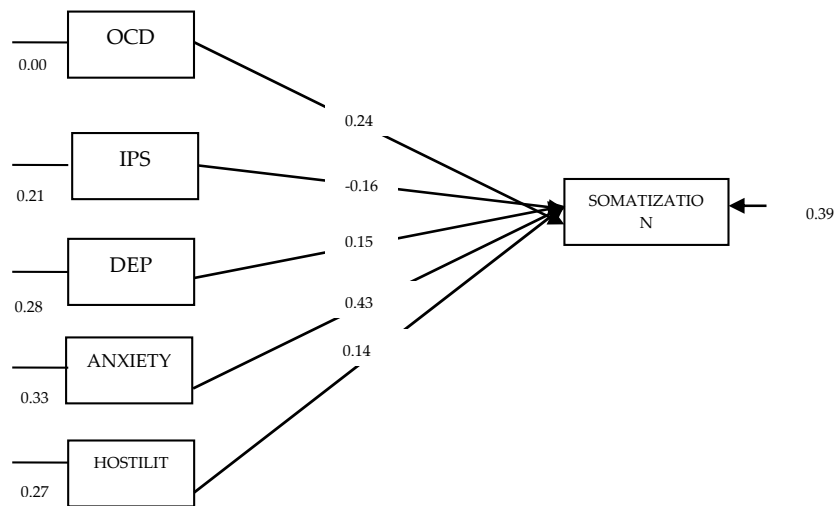 OCD
0.00
0.24
IPS
0.21
-0.16
SOMATIZATIO
N
0.39
DEP
0.28
0.15
ANXIETY
0.33
0.43
HOSTILIT
0.27
0.14